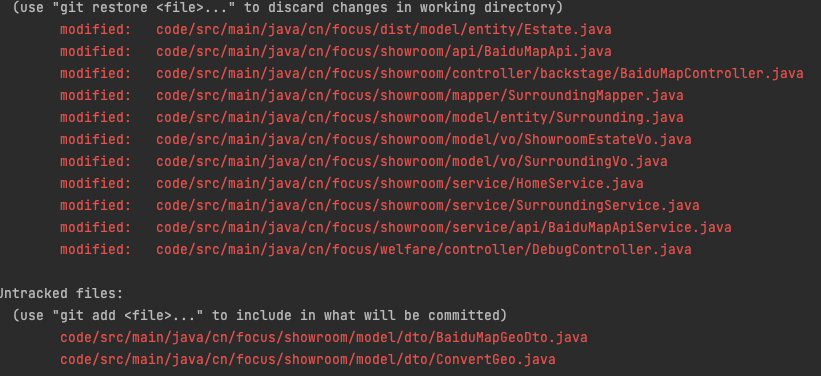 (use "git restore <file>..." to discard changes in working directory)
modified:   code/src/main/java/cn/focus/dist/model/entity/Estate.java
modified:   code/src/main/java/cn/focus/showroom/api/BaiduMapApi.java
modified:   code/src/main/java/cn/focus/showroom/controller/backstage/BaiduMapController.java
modified:   code/src/main/java/cn/focus/showroom/mapper/SurroundingMapper.java
modified:   code/src/main/java/cn/focus/showroom/model/entity/Surrounding.java
modified:   code/src/main/java/cn/focus/showroom/model/vo/ShowroomEstateVo.java
modified:   code/src/main/java/cn/focus/showroom/model/vo/SurroundingVo.java
modified:   code/src/main/java/cn/focus/showroom/service/HomeService.java
modified:   code/src/main/java/cn/focus/showroom/service/SurroundingService.java
modified:   code/src/main/java/cn/focus/showroom/service/api/BaiduMapApiService.java
modified:   code/src/main/java/cn/focus/welfare/controller/DebugController.java
Untracked files:
(use "git add <file>..." to include in what will be committed)
code/src/main/java/cn/focus/showroom/model/dto/BaiduMapGeoDto.java
code/src/main/java/cn/focus/showroom/model/dto/ConvertGeo.java